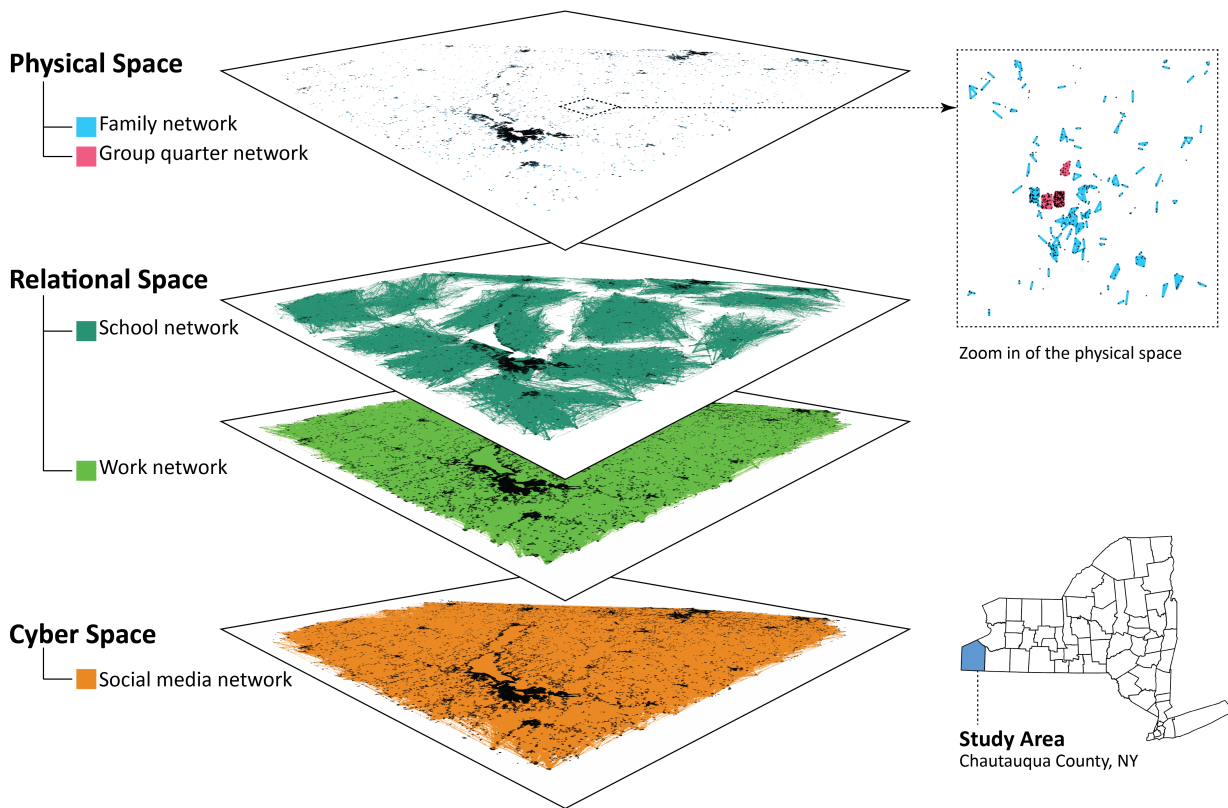 Physical Space
Family network
Group quarter network
Zoom in of the physical space
Relational Space
School network
Work network
Cyber Space
Social media network
Study Area
Chautauqua County, NY